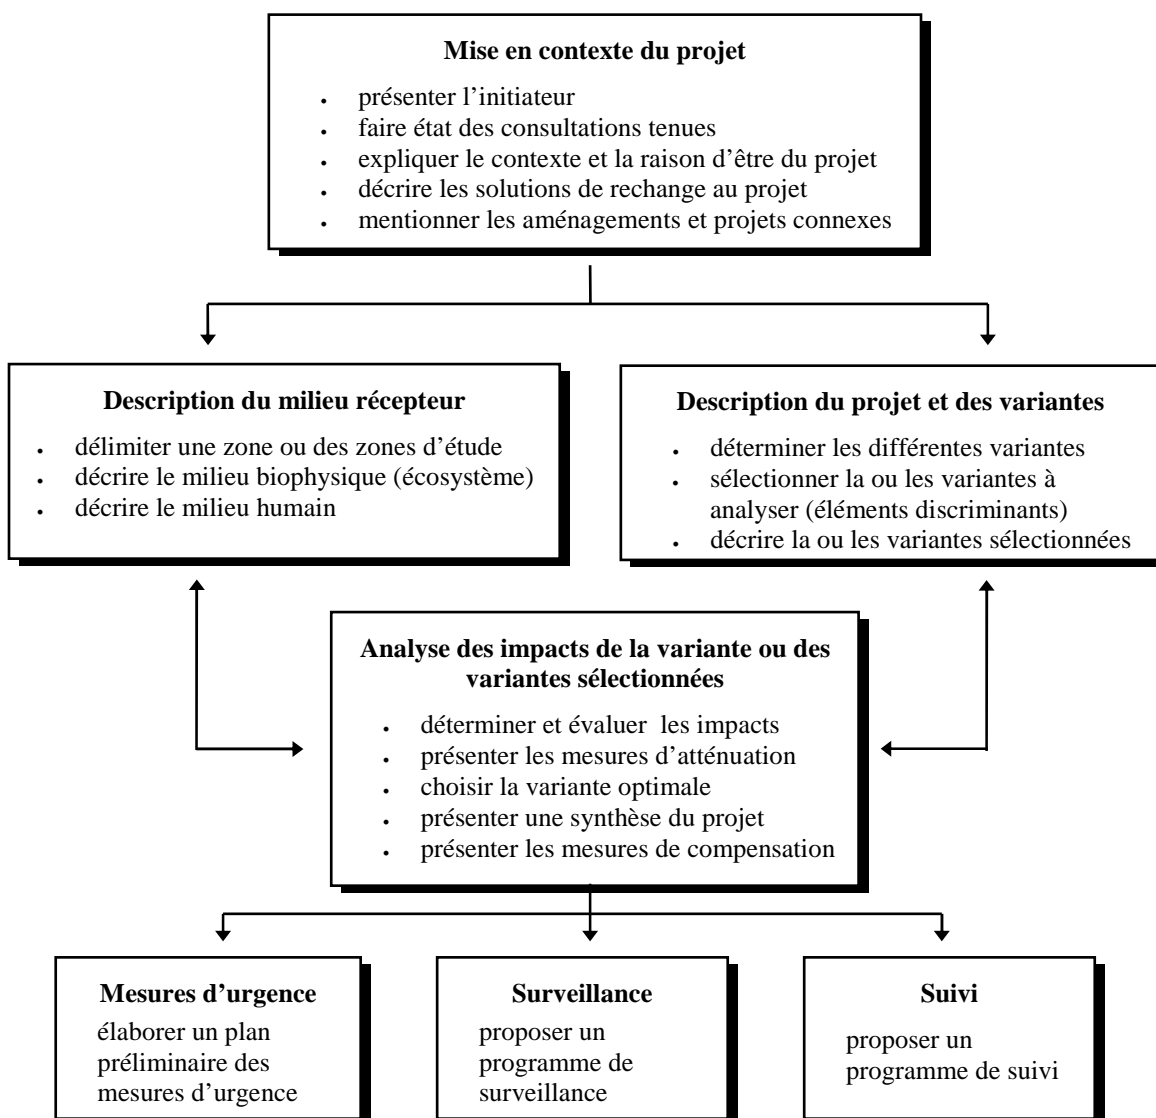 Mise en contexte du projet
• présenter l’initiateur
• faire état des consultations tenues
• expliquer le contexte et la raison d’être du projet
• décrire les solutions de rechange au projet
• mentionner les aménagements et projets connexes
Description du milieu récepteur
• délimiter une zone ou des zones d’étude
• décrire le milieu biophysique (écosystème)
• décrire le milieu humain
Description du projet et des variantes
• déterminer les différentes variantes
• sélectionner la ou les variantes à
analyser (éléments discriminants)
• décrire la ou les variantes sélectionnées
Analyse des impacts de la variante ou des
variantes sélectionnées
• déterminer et évaluer les impacts
• présenter les mesures d’atténuation
• choisir la variante optimale
• présenter une synthèse du projet
• présenter les mesures de compensation
Mesures d’urgence
élaborer un plan
préliminaire des
mesures d’urgence
Surveillance
proposer un
programme de
surveillance
Suivi
proposer un
programme de suivi